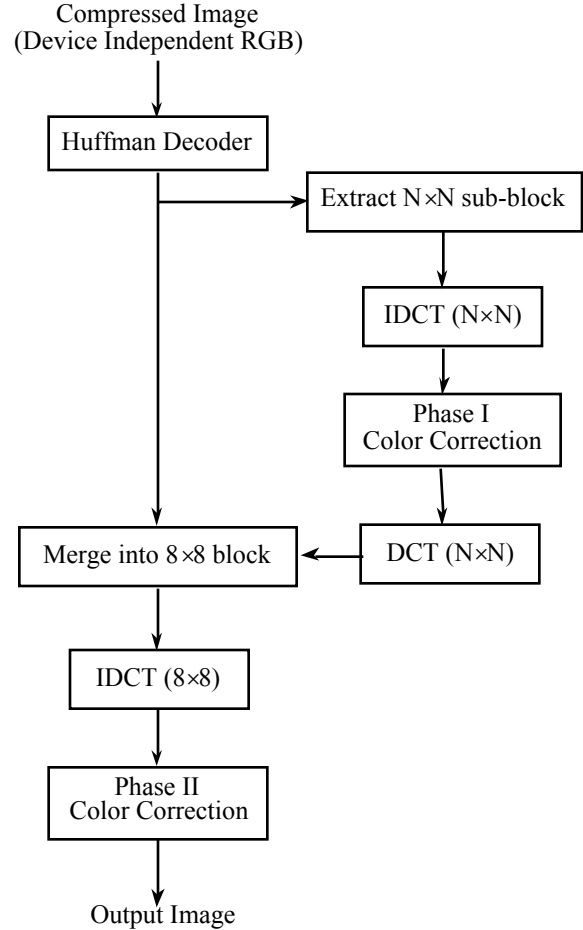 Compressed Image
(Device Independent RGB)
Huffman Decoder
Extract N×N sub-block
IDCT (N×N)
Phase I
Color Correction
DCT (N×N)
Merge into 8×8 block
IDCT (8×8)
Phase II
Color Correction
Output Image